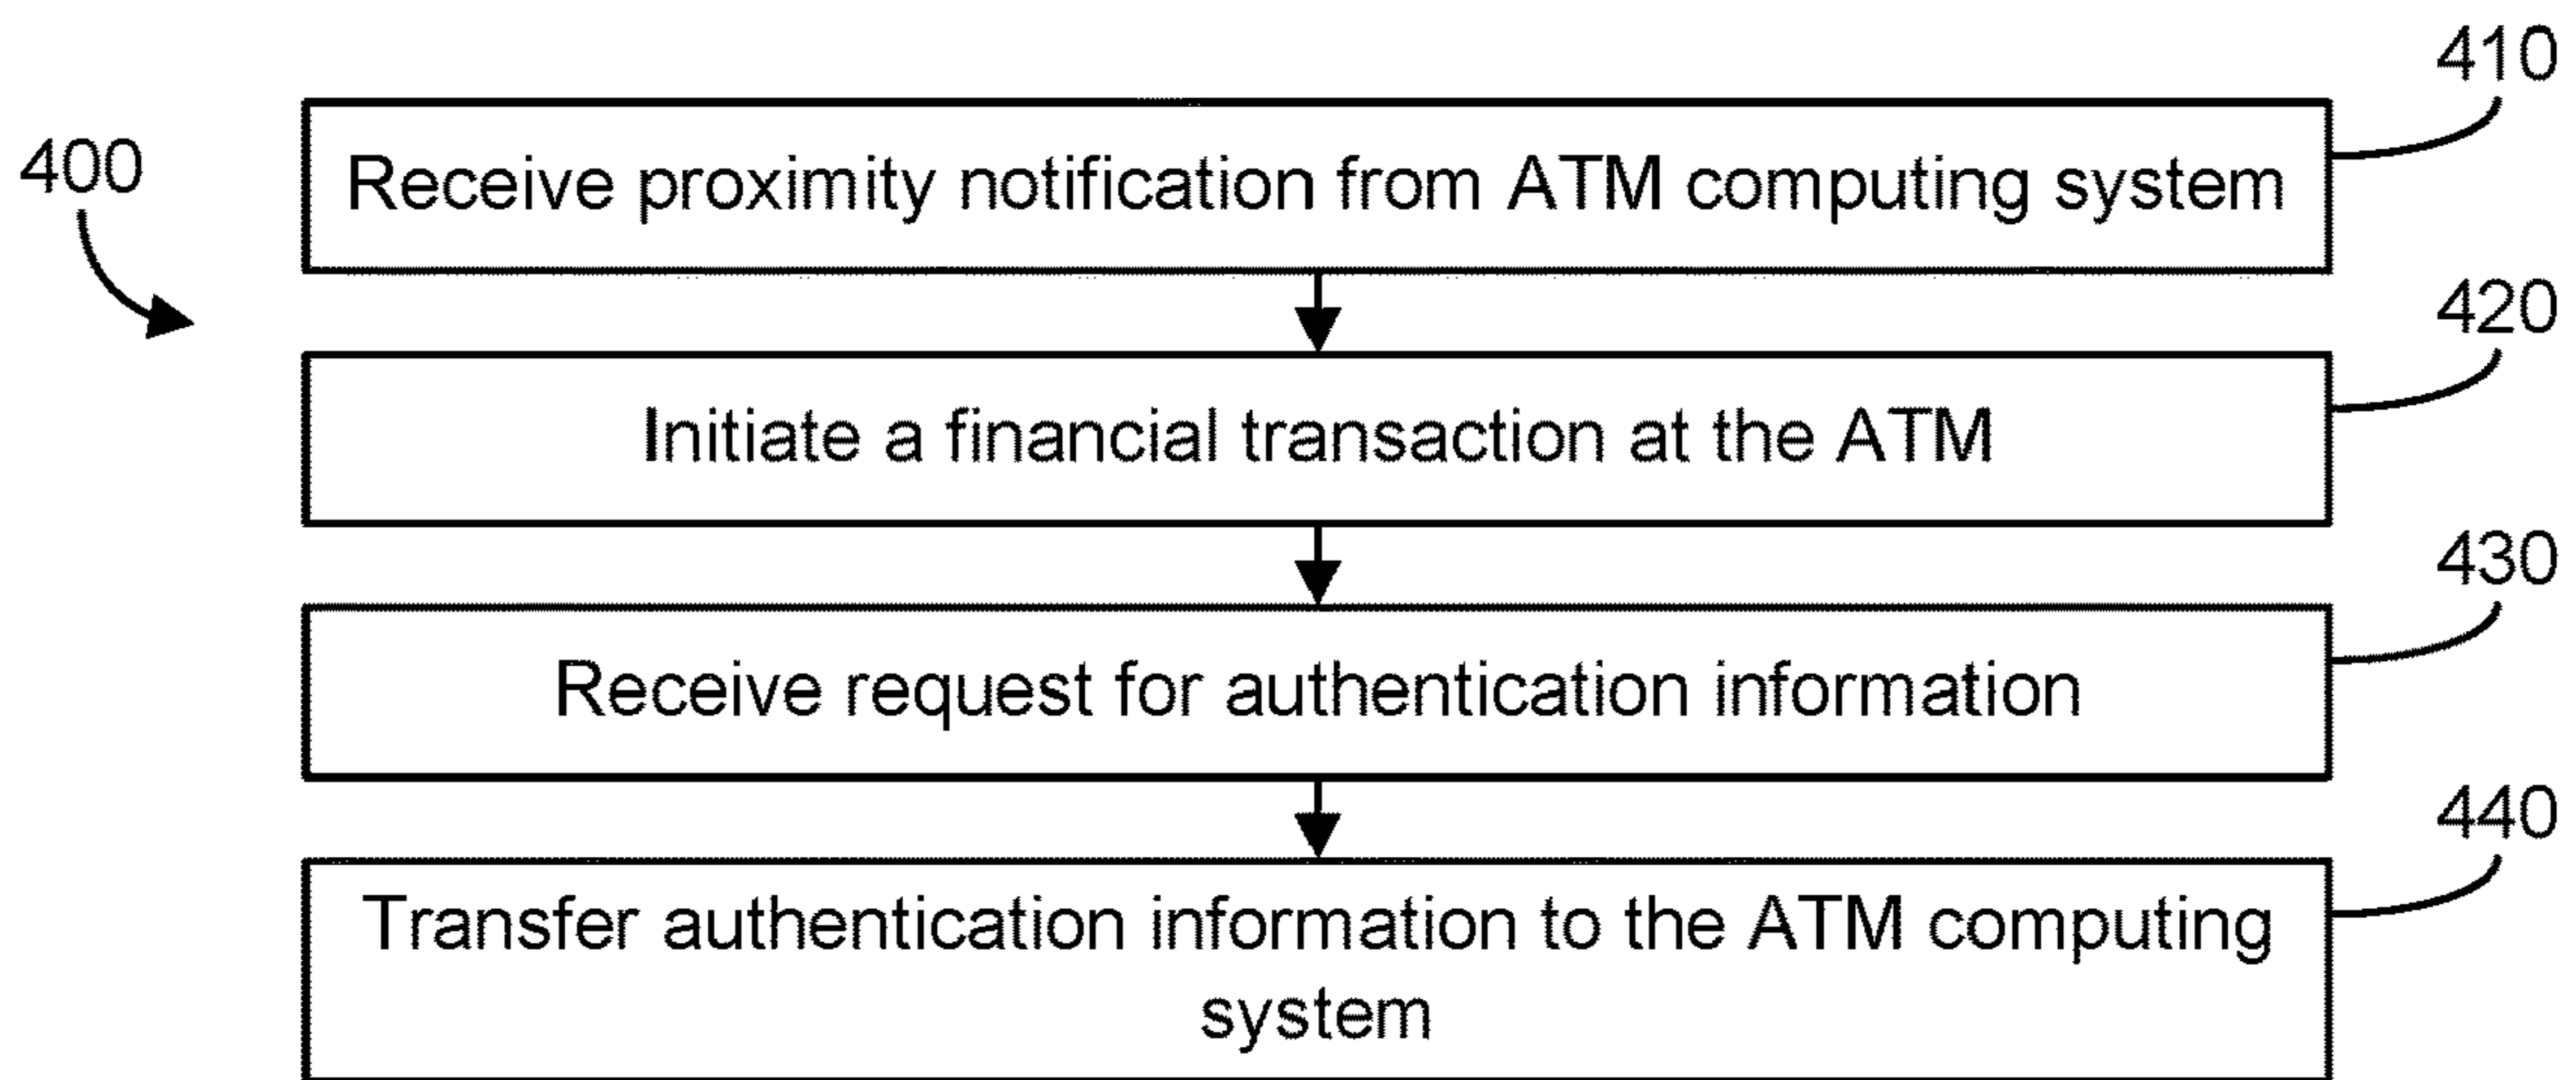 410
400
Receive proximity notification from ATM computing system
420
Initiate a financial transaction at the ATM
430
Receive request for authentication information
440
Transfer authentication information to the ATM computing
system